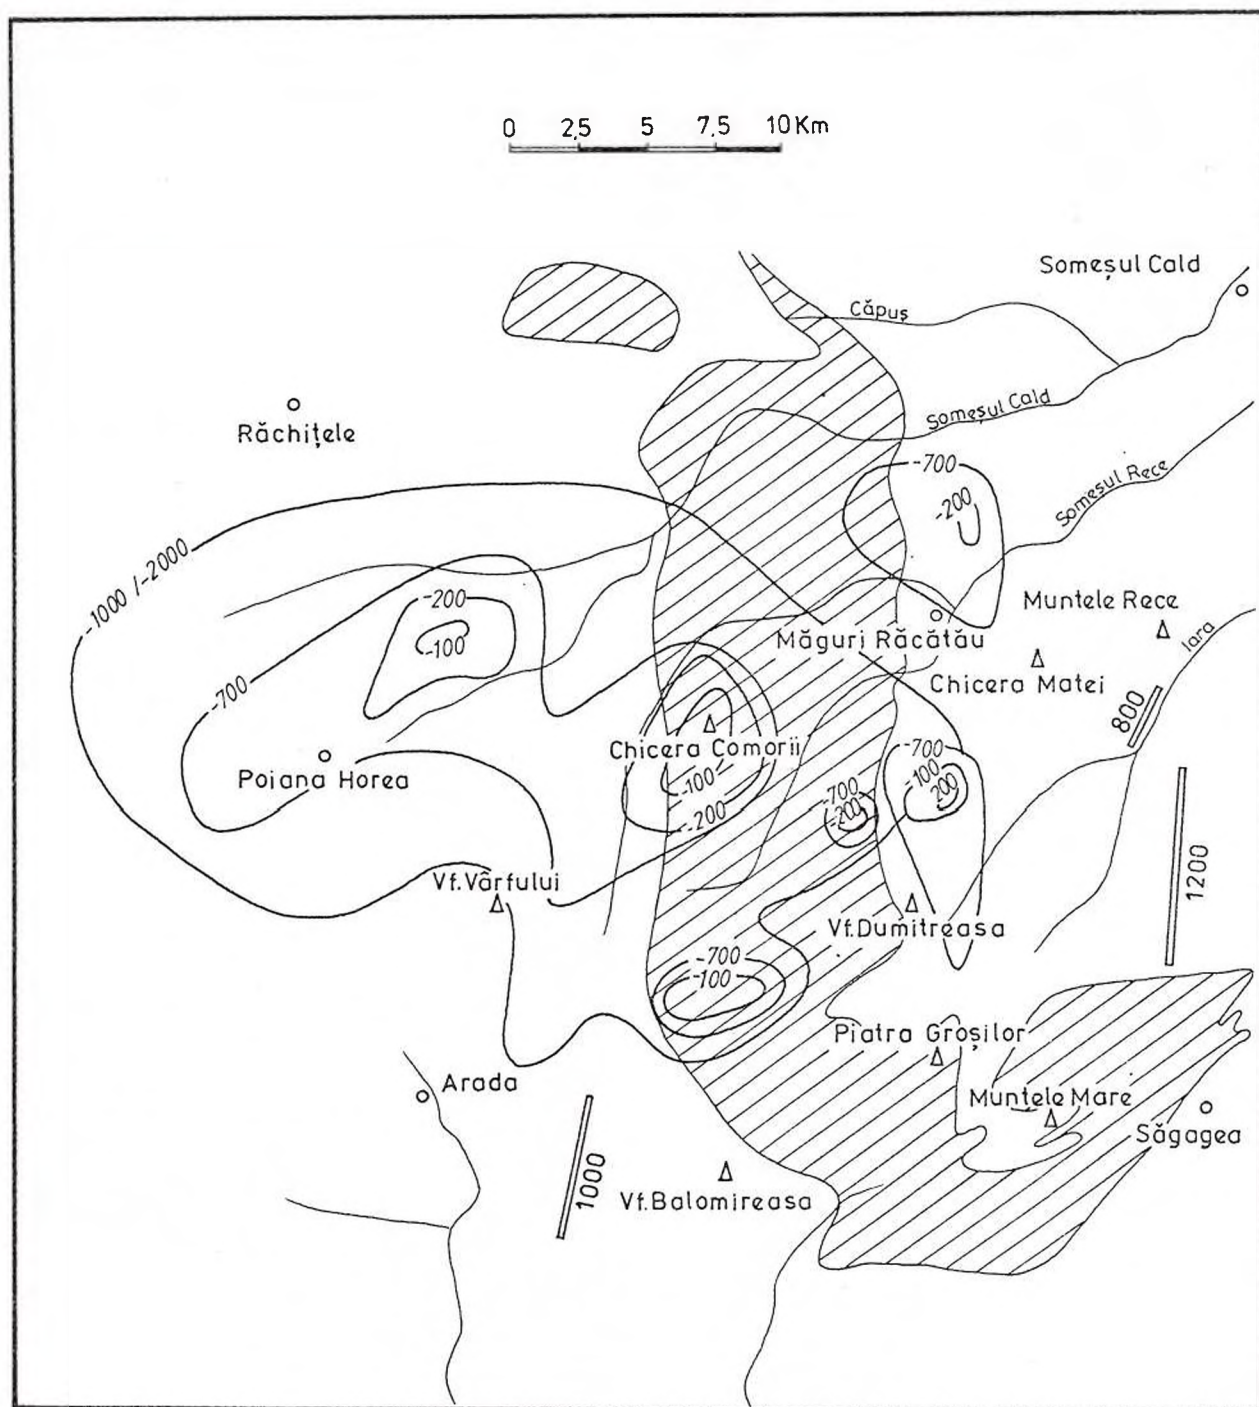 0 2,5 5 7,5 10 Km
Someșul Cald
Căpuș
Răchițele
Someșul Cald
-700
Someșul Rece
-200
-1000 / -2000
-200
-100
Muntele Rece
Măguri Răcătău
Iara
Chicera Matei
-700
800
Chicera Comorii
-700
Poiana Horea
-100
-100
-700
200
-200
-200
1200
Vf. Vârfului
Vf. Dumitreasa
-700
-100
Piatra Groșilor
Arada
Muntele Mare
Săgagea
1000
Vf. Balomireasa